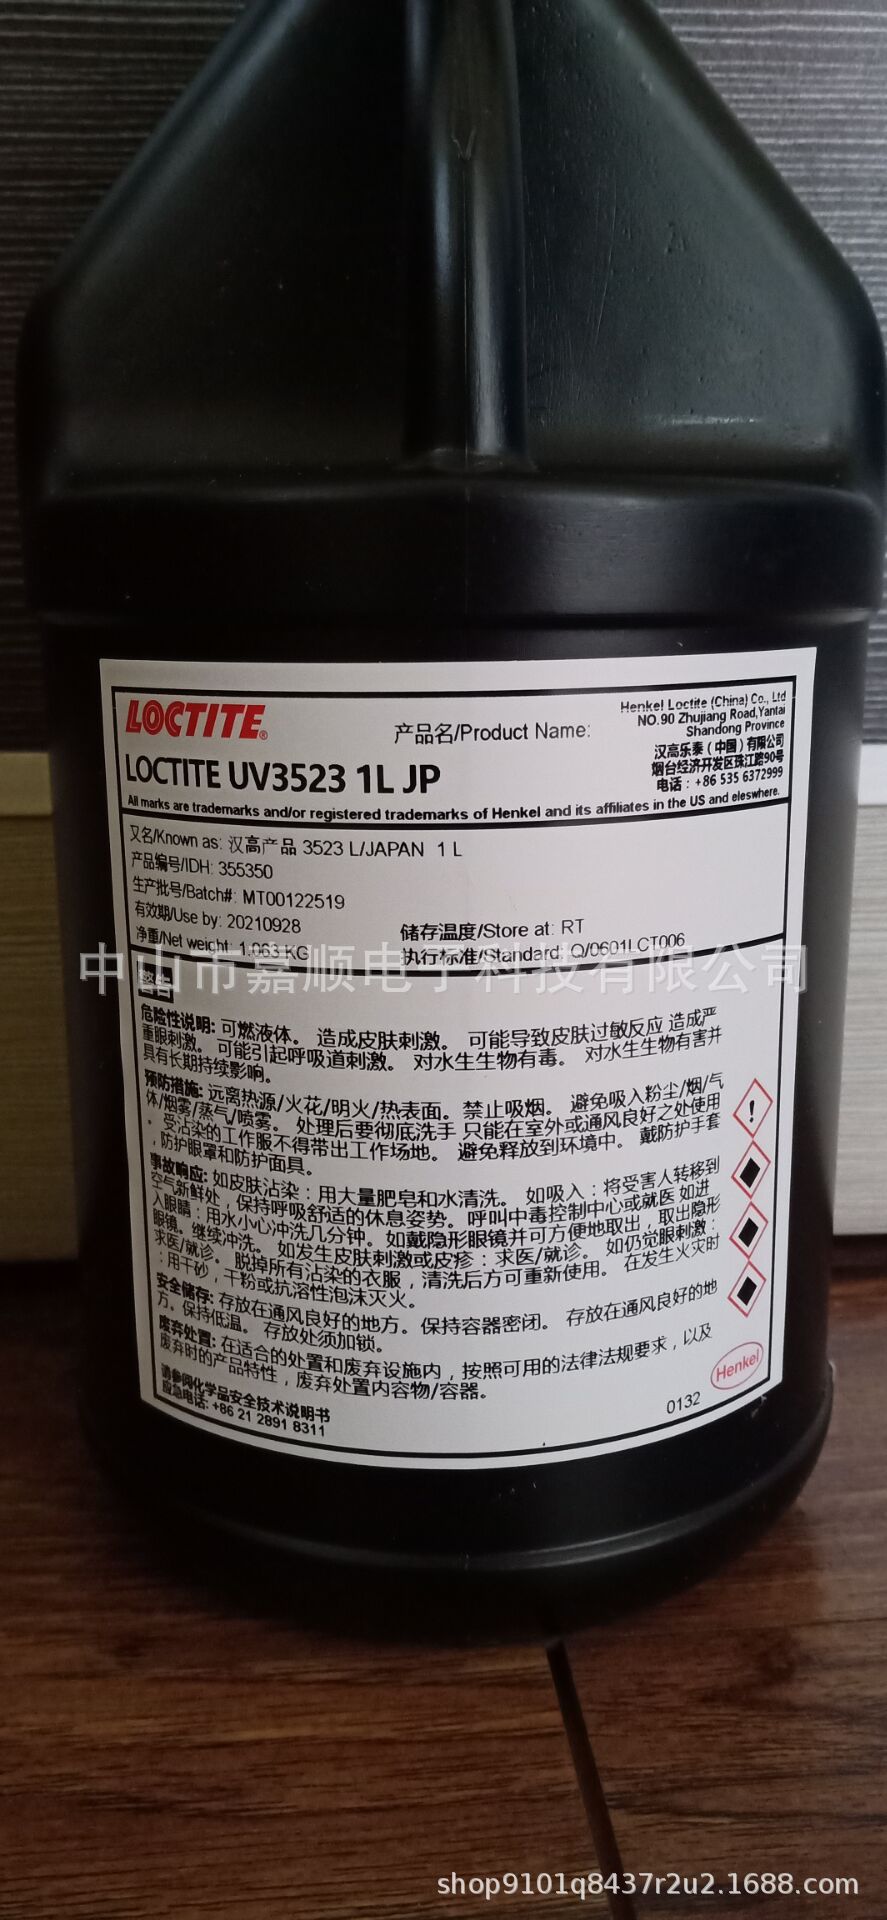 LOCTITE®
产品名/Product Name:
Henkel Loctite (China) Co., Ltd
NO.90 Zhujiang Road,Yantai
Shandong Province
汉高乐泰（中国）有限公司
烟台经济开发区珠江路90号
电话：+86 535 6372999
LOCTITE UV3523 1L JP
All marks are trademarks and/or registered trademarks of Henkel and its affiliates in the US and eleswhere.
又名/Known as: 汉高产品 3523 L/JAPAN 1 L
产品编号/IDH: 355350
生产批号/Batch#: MT00122519
有效期/Use by: 20210928
储存温度/Store at: RT
净重/Net weight: 1.063 KG
执行标准/Standard: Q/0601LCT006
中山市嘉顺电子科技有限公司
警告
危险性说明: 可燃液体。 造成皮肤刺激。 可能导致皮肤过敏反应 造成严
重眼刺激。 可能引起呼吸道刺激。 对水生生物有毒。 对水生生物有害并
具有长期持续影响。
预防措施: 远离热源/火花/明火/热表面。禁止吸烟。 避免吸入粉尘/烟/气
体/烟雾/蒸气/喷雾。 处理后要彻底洗手 只能在室外或通风良好之处使用
。 受沾染的工作服不得带出工作场地。 避免释放到环境中。 戴防护手套
,防护眼罩和防护面具。
事故响应: 如皮肤沾染：用大量肥皂和水清洗。 如吸入：将受害人转移到
空气新鲜处，保持呼吸舒适的休息姿势。 呼叫中毒控制中心或就医 如进
入眼睛：用水小心冲洗几分钟。如戴隐形眼镜并可方便地取出，取出隐形
眼镜。继续冲洗。 如发生皮肤刺激或皮疹：求医/就诊。 如仍觉眼刺激：
求医/就诊。 脱掉所有沾染的衣服，清洗后方可重新使用。 在发生火灾时
：用干砂，干粉或抗溶性泡沫灭火。
安全储存: 存放在通风良好的地方。保持容器密闭。 存放在通风良好的地
方。保持低温。 存放处须加锁。
废弃处置: 在适合的处置和废弃设施内，按照可用的法律法规要求，以及
废弃时的产品特性，废弃处置内容物/容器。
请参阅化学品安全技术说明书
应急电话: +86 21 2891 8311
Henkel
0132
shop9101q8437r2u2.1688.com